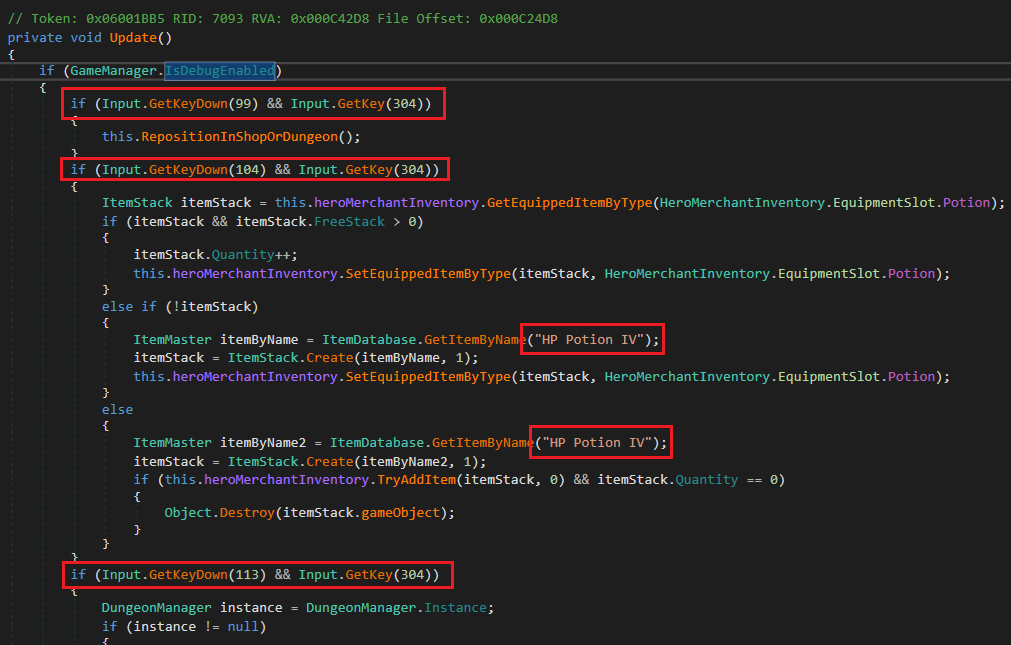 // Token: 0x06001BB5 RID: 7093 RVA: 0x000C42D8 File Offset: 0x000C24D8
private void Update()
{
if (GameManager.IsDebugEnabled)
{
if (Input.GetKeyDown(99) && Input.GetKey(304))
{
this.RepositionInShopOrDungeon();
}
if (Input.GetKeyDown(104) && Input.GetKey(304))
{
ItemStack itemStack = this.heroMerchantInventory.GetEquippedItemByType(HeroMerchantInventory.EquipmentSlot.Potion);
if (itemStack && itemStack.FreeStack > 0)
{
itemStack.Quantity++;
this.heroMerchantInventory.SetEquippedItemByType(itemStack, HeroMerchantInventory.EquipmentSlot.Potion);
}
else if (!itemStack)
{
ItemMaster itemByName = ItemDatabase.GetItemByName("HP Potion IV");
itemStack = ItemStack.Create(itemByName, 1);
this.heroMerchantInventory.SetEquippedItemByType(itemStack, HeroMerchantInventory.EquipmentSlot.Potion);
}
else
{
ItemMaster itemByName2 = ItemDatabase.GetItemByName("HP Potion IV");
itemStack = ItemStack.Create(itemByName2, 1);
if (this.heroMerchantInventory.TryAddItem(itemStack, 0) && itemStack.Quantity == 0)
{
Object.Destroy(itemStack.gameObject);
}
}
}
if (Input.GetKeyDown(113) && Input.GetKey(304))
{
DungeonManager instance = DungeonManager.Instance;
if (instance != null)
{